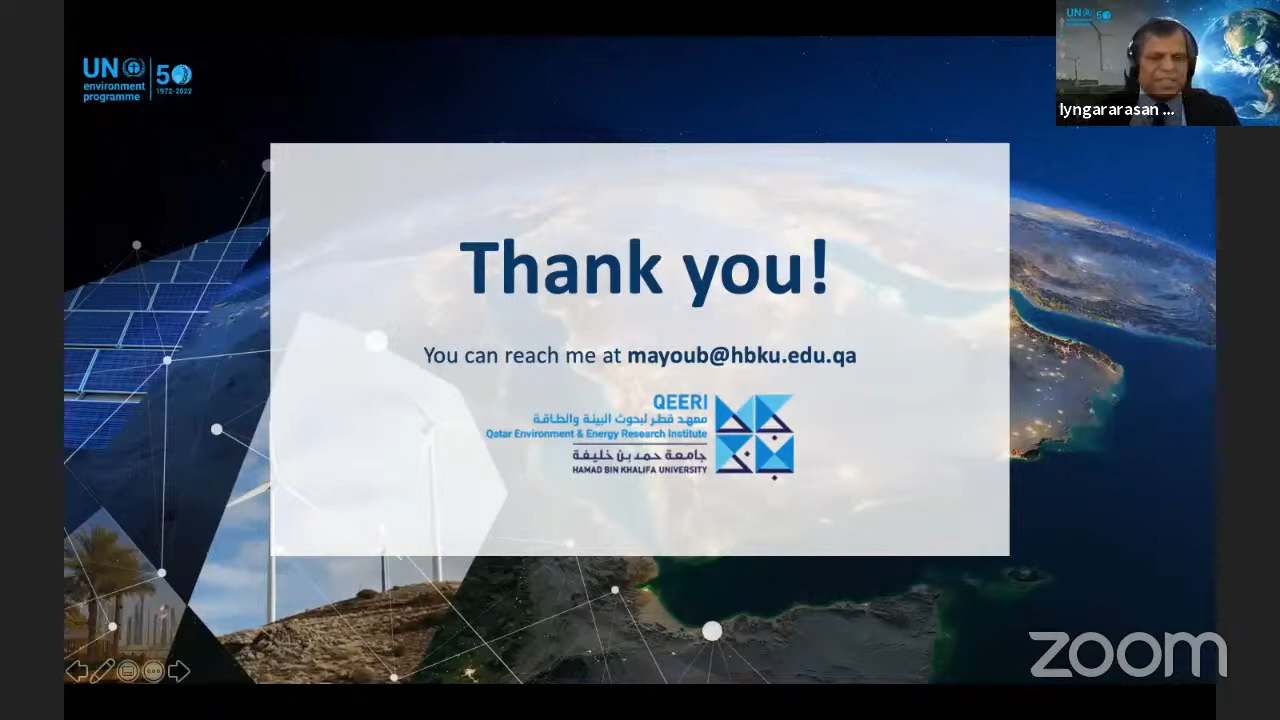 UN
environment
programme
50
1972-2022
UN 50
Iyngararasan ...
Thank you!
You can reach me at mayoub@hbku.edu.qa
QEERI
معهد قطر لبحوث البيئة والطاقة
Qatar Environment & Energy Research Institute
جامعة حمد بن خليفة
HAMAD BIN KHALIFA UNIVERSITY
zoom